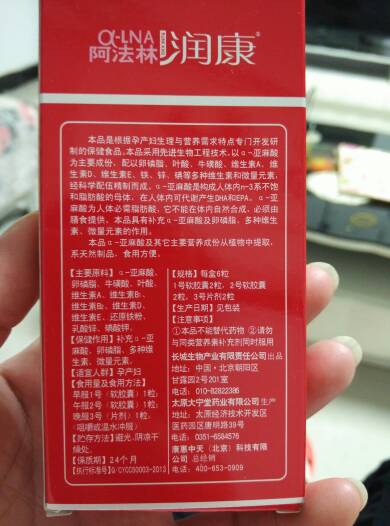 α-LNA
阿法林 润康®
本品是根据孕产妇生理与营养需求特点专门开发研
制的保健食品。本品采用先进生物工程技术,以α-亚麻酸
为主要成份,配以卵磷脂、叶酸、牛磺酸、维生素A、维生
素D、维生素E、铁、锌、碘等多种维生素和微量元素,
经科学配伍精制而成。α-亚麻酸是构成人体内n-3系不饱
和脂肪酸的母体,在人体内可代谢产生DHA和EPA。α-亚
麻酸为人体必需脂肪酸,它不能在体内自然合成,必须由
膳食提供。本品具有补充α-亚麻酸及卵磷脂、多种维生
素、微量元素的作用。
本品α-亚麻酸及其它主要营养成份从植物中提取,
系天然制品,食用方便。
【主要原料】α-亚麻酸、
卵磷脂、牛磺酸、叶酸、
维生素A、维生素B₁、
维生素B₂、维生素D、
维生素E、还原铁粉、
乳酸锌、碘酸钾。
【保健作用】补充α-亚麻
酸、卵磷脂、多种维生
素、微量元素。
【适宜人群】孕产妇
【食用量及食用方法】
早服1号(软胶囊)1粒;
午服2号(软胶囊)1粒;
晚服3号(片剂)1粒;
(咀嚼或温水冲服)
【贮存方法】避光、阴凉干
燥处。
【保质期】24个月
【执行标准号】Q/CYCC0003-2013
【规格】每盒6粒
1号软胶囊2粒,2号软胶囊
2粒,3号片剂2粒
【生产日期】见包装
【注意事项】
①本品不能替代药物 ②请勿
与同类营养素补充剂同时服用
长城生物产业有限责任公司出品
地址:中国·北京朝阳区
甘露园2号201室
电话:010-82822386
太原大宁堂药业有限公司生产
地址:太原经济技术开发区
医药园区唐明路39号
电话:0351-6584576
康惠中天(北京)科技有限
公司 总经销
电话:400-653-0909